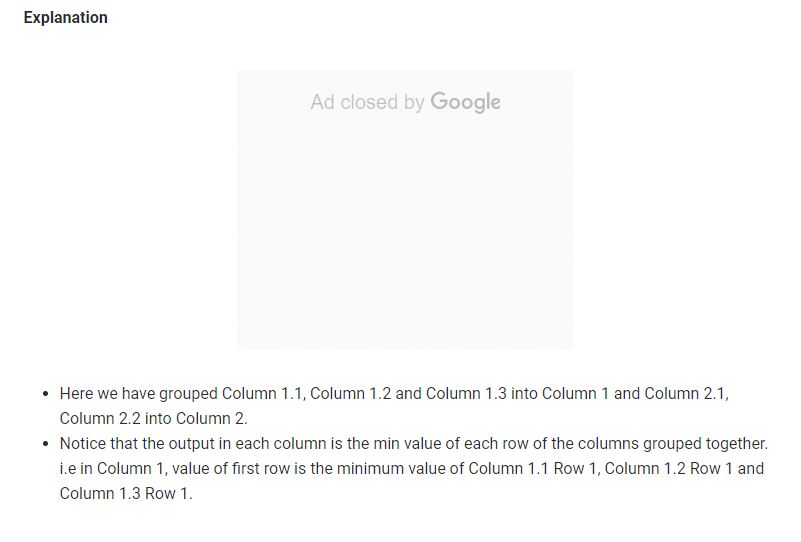 Explanation
Ad closed by Google
• Here we have grouped Column 1.1, Column 1.2 and Column 1.3 into Column 1 and Column 2.1,
Column 2.2 into Column 2.
• Notice that the output in each column is the min value of each row of the columns grouped together.
i.e in Column 1, value of first row is the minimum value of Column 1.1 Row 1, Column 1.2 Row 1 and
Column 1.3 Row 1.